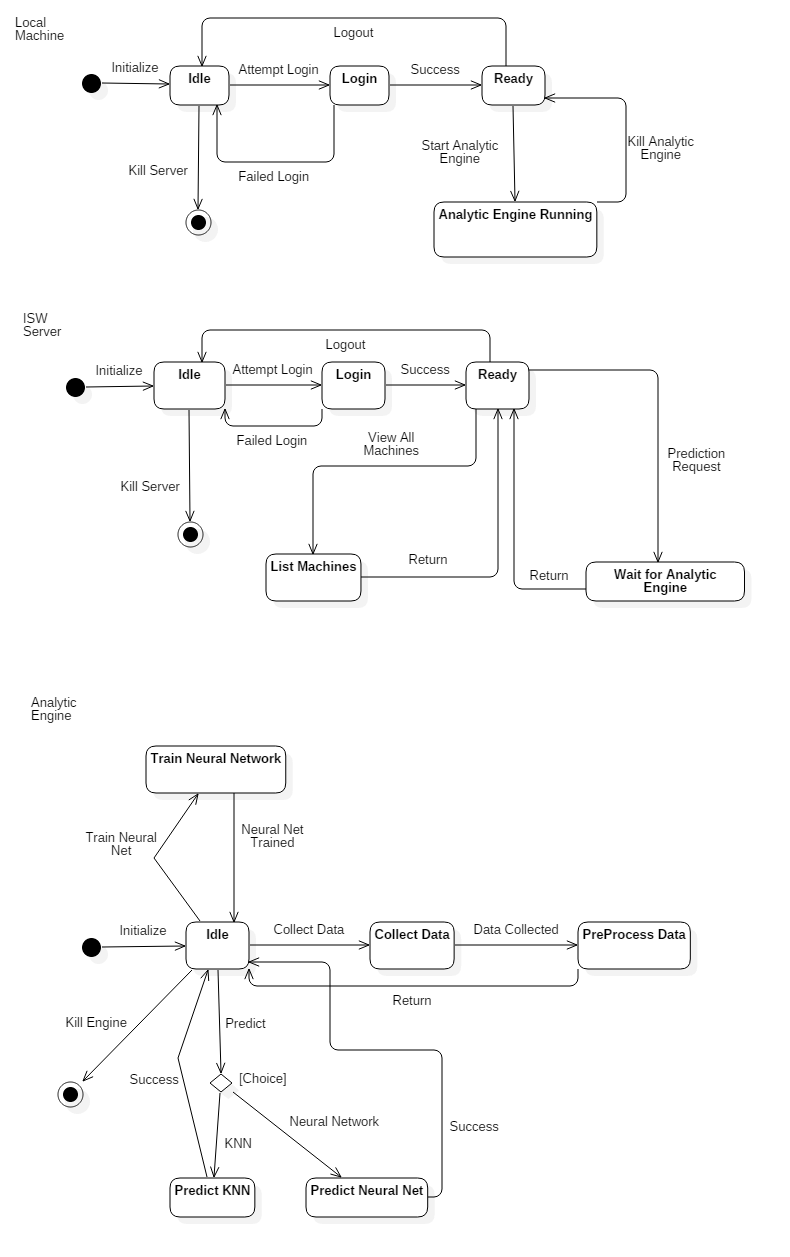 Local
Machine
Logout
Initialize
Idle
Attempt Login
Login
Success
Ready
Kill Server
Failed Login
Start Analytic
Engine
Kill Analytic
Engine
Analytic Engine Running
ISW
Server
Logout
Initialize
Idle
Attempt Login
Login
Success
Ready
Failed Login
View All
Machines
Prediction
Request
Kill Server
List Machines
Return
Return
Wait for Analytic
Engine
Analytic
Engine
Train Neural Network
Train Neural
Net
Neural Net
Trained
Initialize
Idle
Collect Data
Collect Data
Data Collected
PreProcess Data
Return
Kill Engine
Predict
Success
[Choice]
Neural Network
KNN
Success
Predict KNN
Predict Neural Net